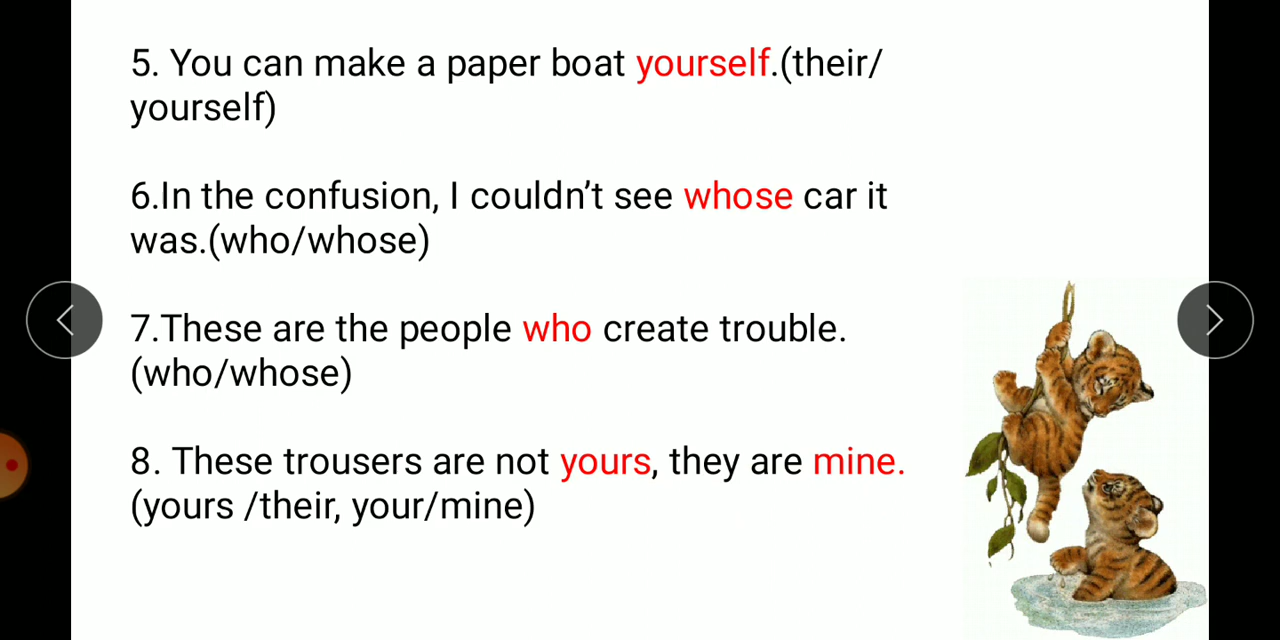 5. You can make a paper boat yourself.(their/
yourself)
6.In the confusion, I couldn’t see whose car it
was.(who/whose)
7.These are the people who create trouble.
(who/whose)
8. These trousers are not yours, they are mine.
(yours /their, your/mine)